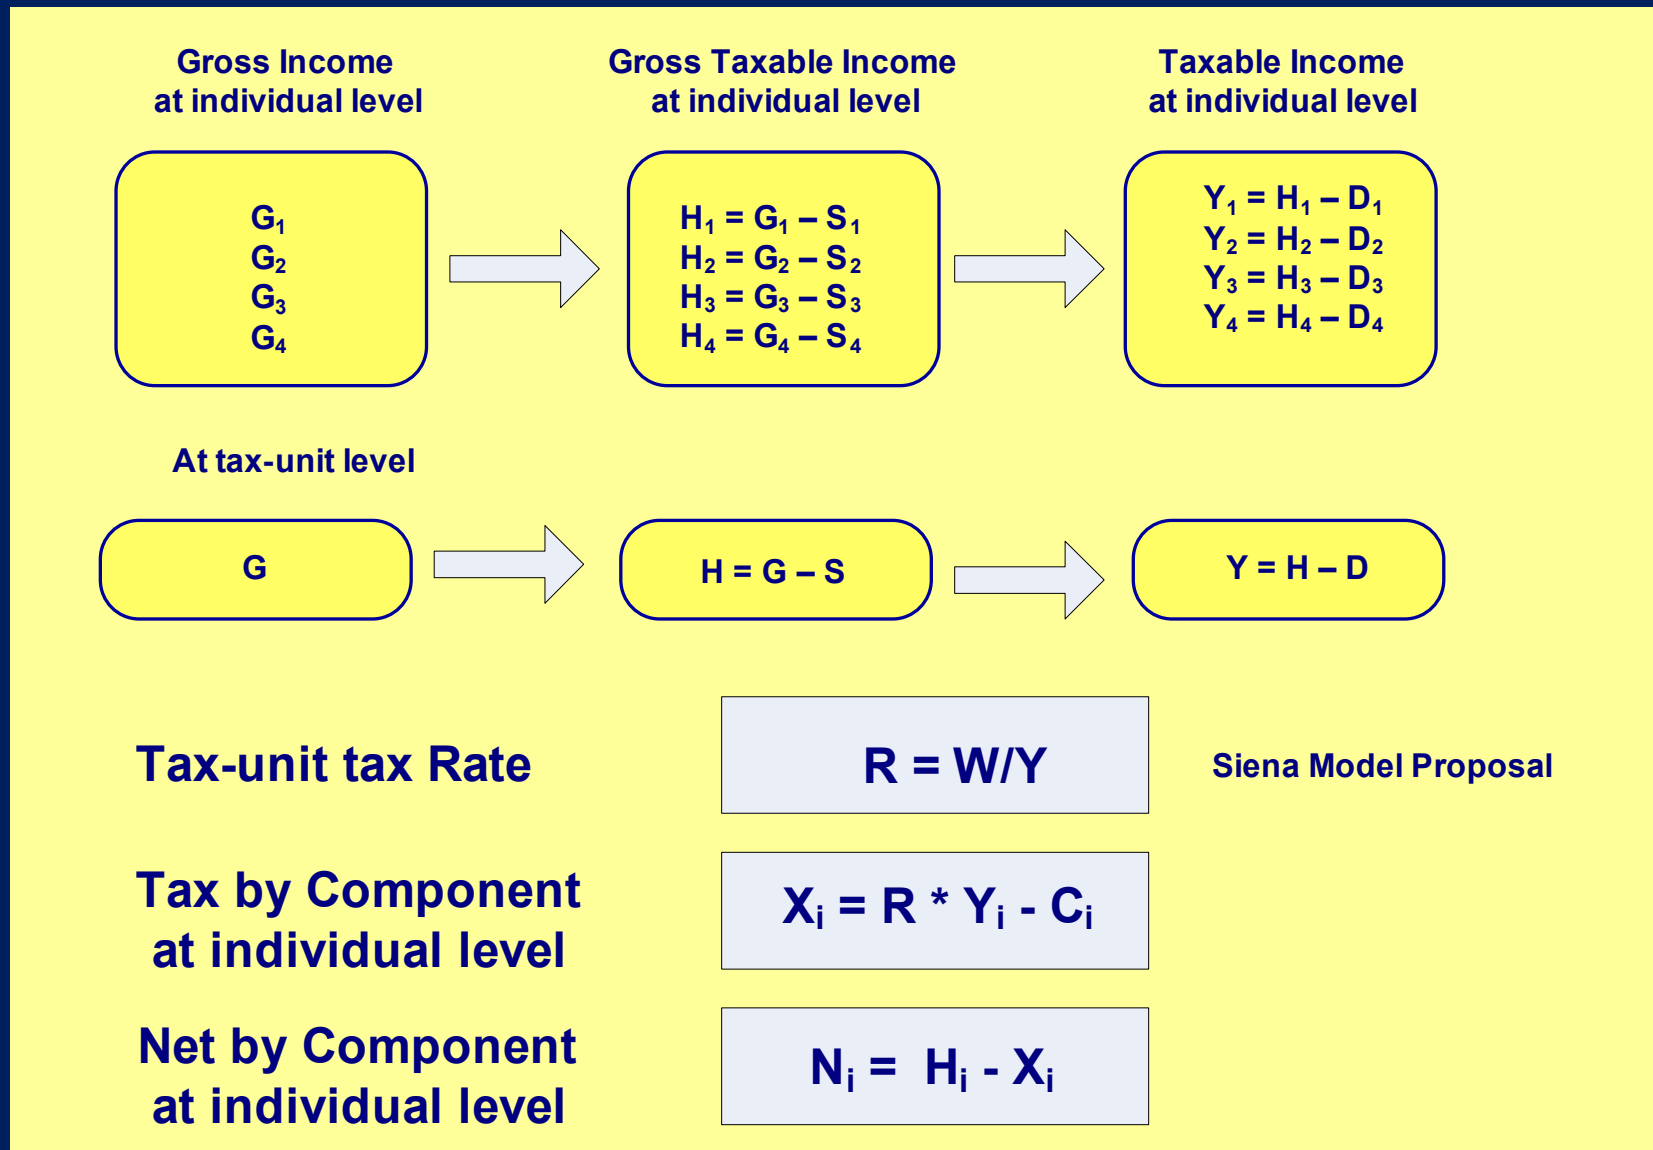 Gross Income
at individual level
Gross Taxable Income
at individual level
Taxable Income
at individual level
G₁
G₂
G₃
G₄
H₁ = G₁ – S₁
H₂ = G₂ – S₂
H₃ = G₃ – S₃
H₄ = G₄ – S₄
Y₁ = H₁ – D₁
Y₂ = H₂ – D₂
Y₃ = H₃ – D₃
Y₄ = H₄ – D₄
At tax-unit level
G
H = G – S
Y = H – D
Tax-unit tax Rate
R = W/Y
Siena Model Proposal
Tax by Component
at individual level
Xᵢ = R * Yᵢ - Cᵢ
Net by Component
at individual level
Nᵢ = Hᵢ - Xᵢ